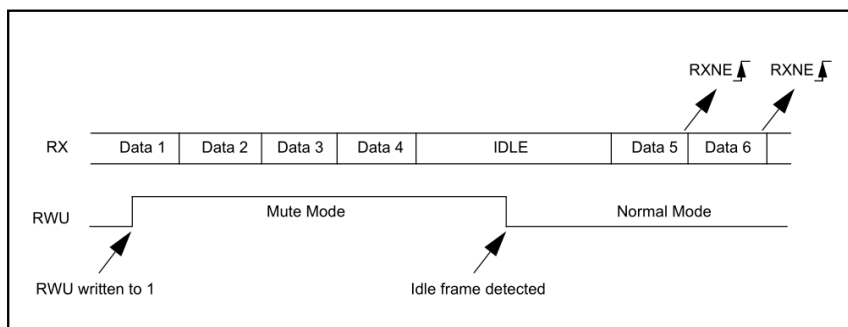 RXNE RXNE
RX Data 1 Data 2 Data 3 Data 4 IDLE Data 5 Data 6
RWU Mute Mode Normal Mode
RWU written to 1 Idle frame detected